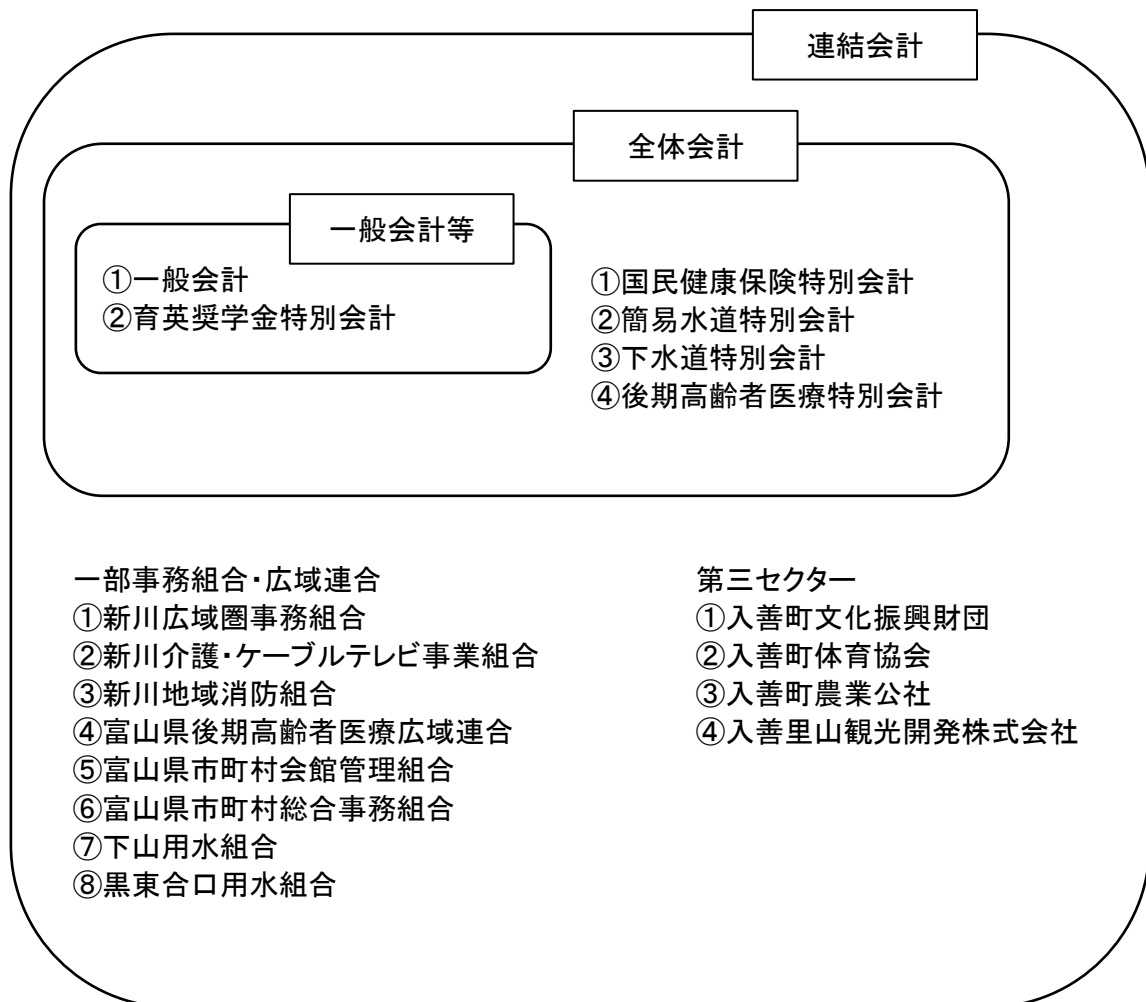 連結会計
全体会計
一般会計等
①一般会計
②育英奨学金特別会計
①国民健康保険特別会計
②簡易水道特別会計
③下水道特別会計
④後期高齢者医療特別会計
一部事務組合・広域連合
①新川広域圏事務組合
②新川介護・ケーブルテレビ事業組合
③新川地域消防組合
④富山県後期高齢者医療広域連合
⑤富山県市町村会館管理組合
⑥富山県市町村総合事務組合
⑦下山用水組合
⑧黒東合口用水組合
第三セクター
①入善町文化振興財団
②入善町体育協会
③入善町農業公社
④入善里山観光開発株式会社